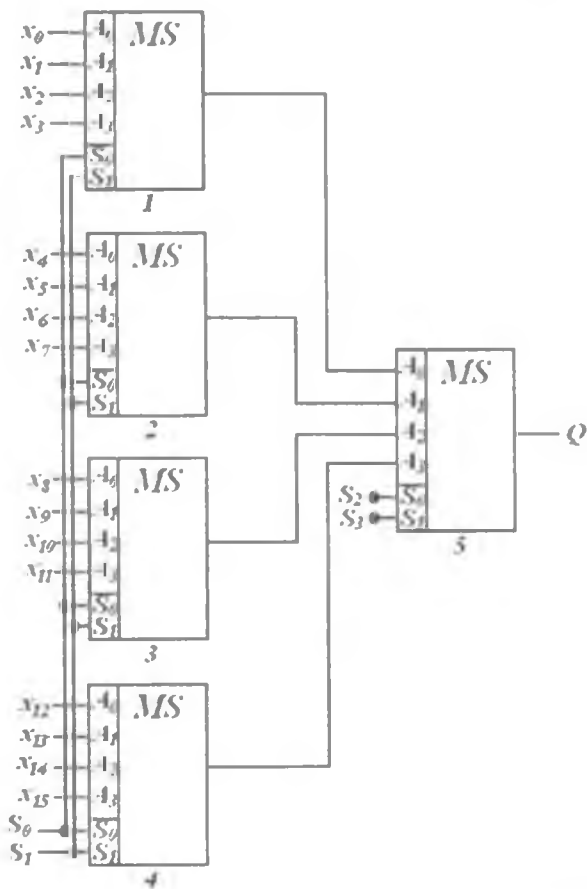 x0 A0 MS
x1 A1
x2 A2
x3 A3
S0
S1
1
x4 A0 MS
x5 A1
x6 A2
x7 A3
S0
S1
2
x8 A0 MS
x9 A1
x10 A2
x11 A3
S0
S1
3
x12 A0 MS
x13 A1
x14 A2
x15 A3
S0 S0
S1 S1
4
A0 MS
A1
A2
A3
S2 S0
S3 S1
5
Q